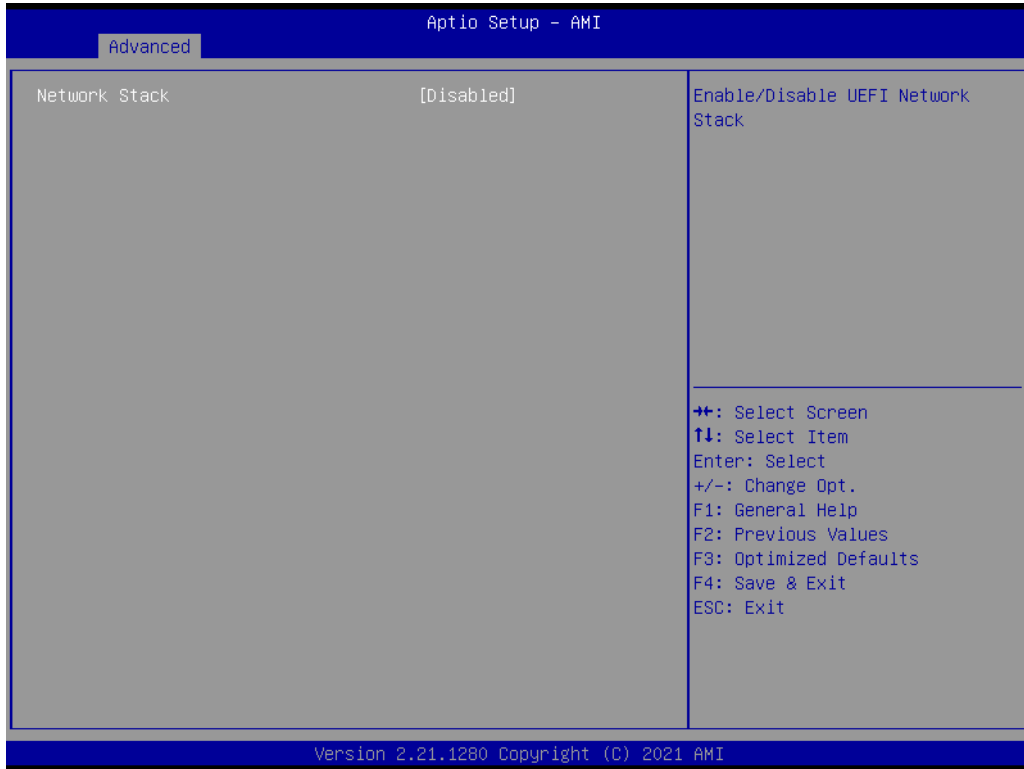 Aptio Setup – AMI
Advanced
Network Stack [Disabled]
Enable/Disable UEFI Network
Stack
→←: Select Screen
↑↓: Select Item
Enter: Select
+/-: Change Opt.
F1: General Help
F2: Previous Values
F3: Optimized Defaults
F4: Save & Exit
ESC: Exit
Version 2.21.1280 Copyright (C) 2021 AMI